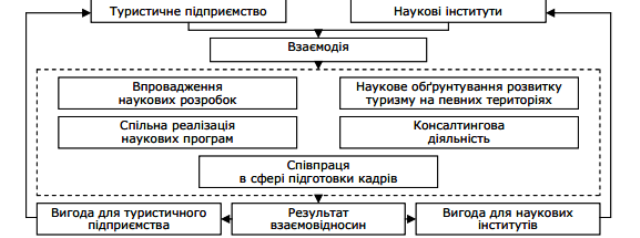 Туристичне підприємство
Наукові інститути
Взаємодія
Впровадження
наукових розробок
Наукове обґрунтування розвитку
туризму на певних територіях
Спільна реалізація
наукових програм
Консалтингова
діяльність
Співпраця
в сфері підготовки кадрів
Вигода для туристичного
підприємства
Результат
взаємовідносин
Вигода для наукових
інститутів